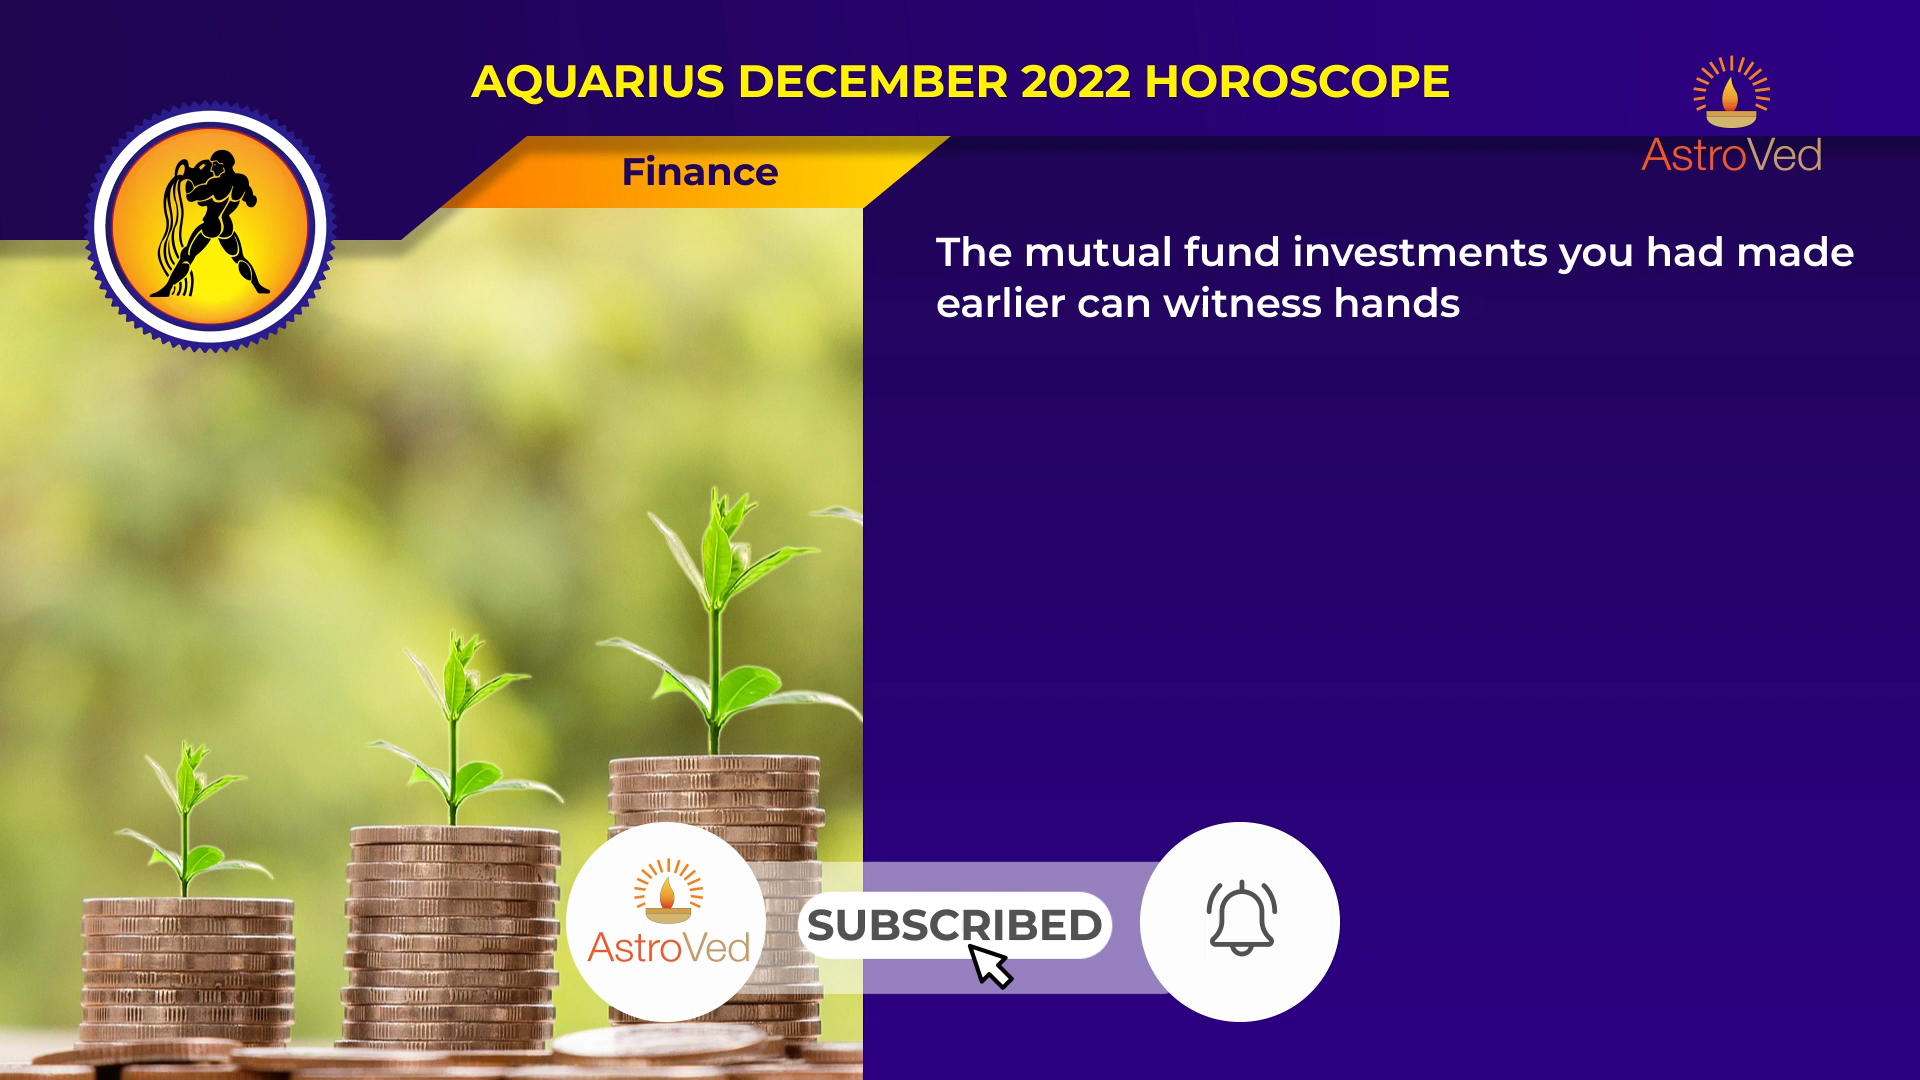 AQUARIUS DECEMBER 2022 HOROSCOPE
AstroVed
Finance
The mutual fund investments you had made
earlier can witness hands
AstroVed
SUBSCRIBED